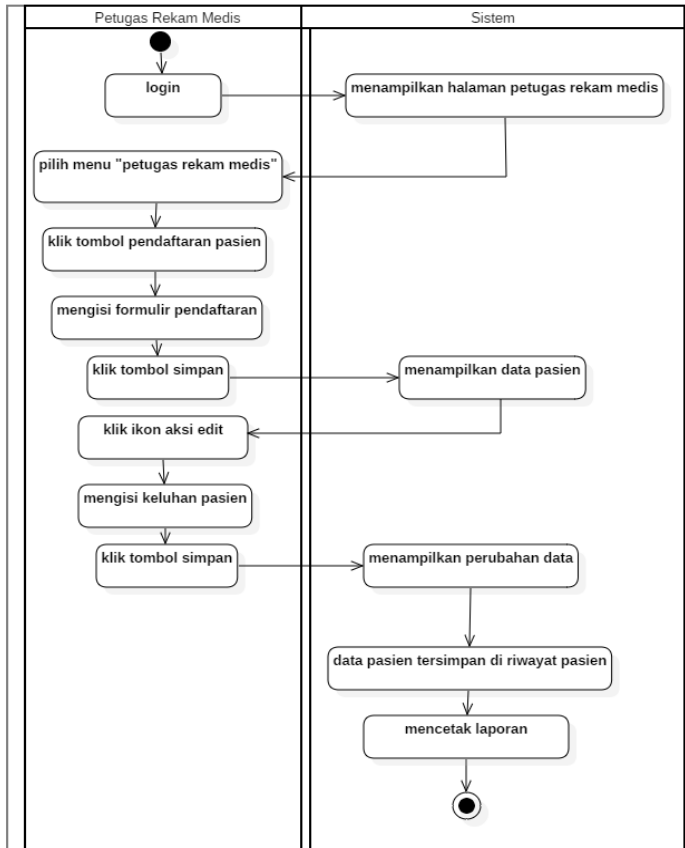 Petugas Rekam Medis
Sistem
login
menampilkan halaman petugas rekam medis
pilih menu "petugas rekam medis"
klik tombol pendaftaran pasien
mengisi formulir pendaftaran
klik tombol simpan
menampilkan data pasien
klik ikon aksi edit
mengisi keluhan pasien
klik tombol simpan
menampilkan perubahan data
data pasien tersimpan di riwayat pasien
mencetak laporan